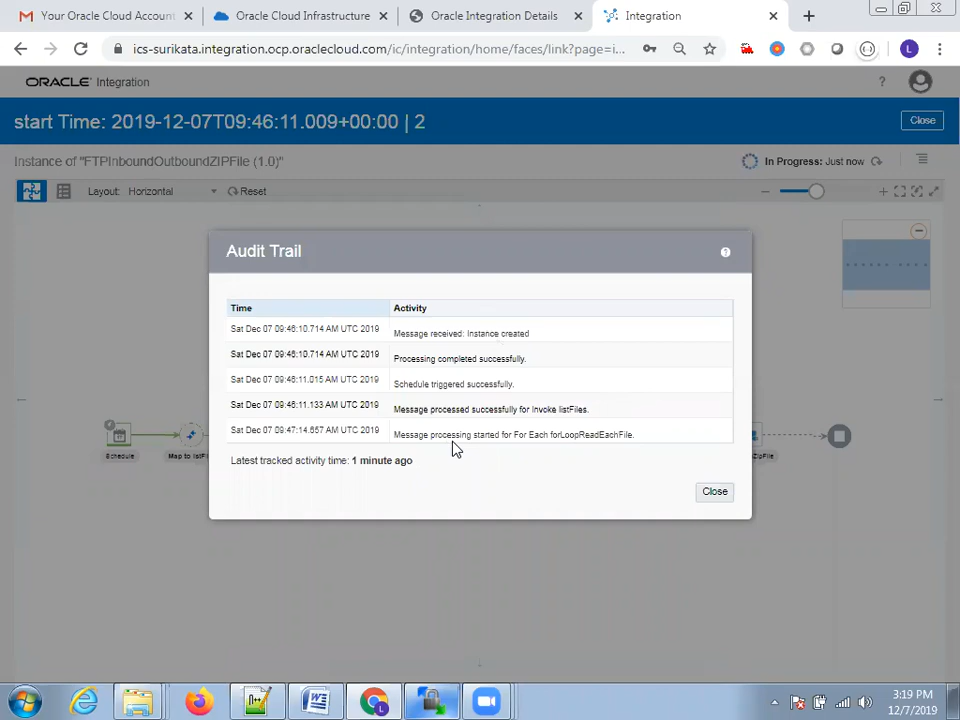 Your Oracle Cloud Account
Oracle Cloud Infrastructure
Oracle Integration Details
Integration
ics-surikata.integration.ocp.oraclecloud.com/ic/integration/home/faces/link?page=i...
L
ORACLE Integration
?
start Time: 2019-12-07T09:46:11.009+00:00 | 2
Close
Instance of "FTPInboundOutboundZIPFile (1.0)"
In Progress: Just now
Layout: Horizontal
Reset
Audit Trail
?
Time Activity
Sat Dec 07 09:46:10.714 AM UTC 2019 Message received: Instance created
Sat Dec 07 09:46:10.714 AM UTC 2019 Processing completed successfully.
Sat Dec 07 09:46:11.015 AM UTC 2019 Schedule triggered successfully.
Sat Dec 07 09:46:11.133 AM UTC 2019 Message processed successfully for Invoke listFiles.
Sat Dec 07 09:47:14.657 AM UTC 2019 Message processing started for For Each forLoopReadEachFile.
Latest tracked activity time: 1 minute ago
Close
Schedule
Map to listFi
ZipFile
3:19 PM
12/7/2019